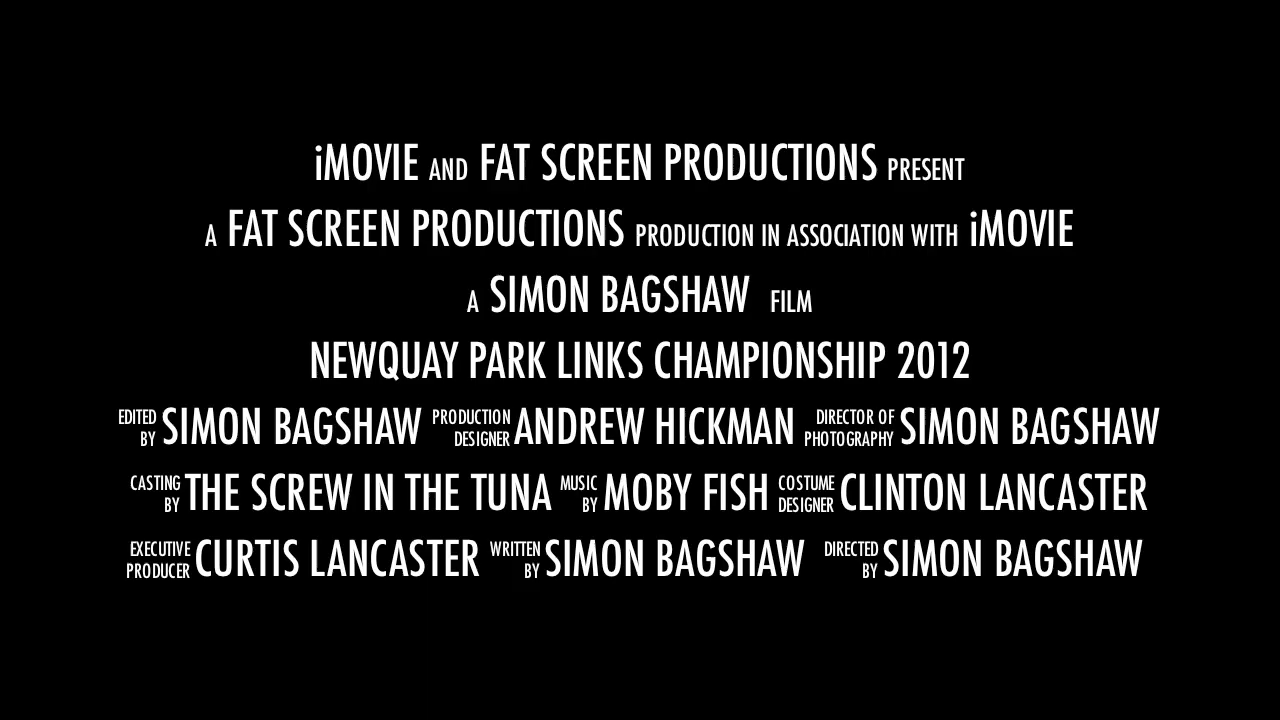 iMOVIE AND FAT SCREEN PRODUCTIONS PRESENT
A FAT SCREEN PRODUCTIONS PRODUCTION IN ASSOCIATION WITH iMOVIE
A SIMON BAGSHAW FILM
NEWQUAY PARK LINKS CHAMPIONSHIP 2012
EDITED BY SIMON BAGSHAW PRODUCTION DESIGNER ANDREW HICKMAN DIRECTOR OF PHOTOGRAPHY SIMON BAGSHAW
CASTING BY THE SCREW IN THE TUNA MUSIC BY MOBY FISH COSTUME DESIGNER CLINTON LANCASTER
EXECUTIVE PRODUCER CURTIS LANCASTER WRITTEN BY SIMON BAGSHAW DIRECTED BY SIMON BAGSHAW